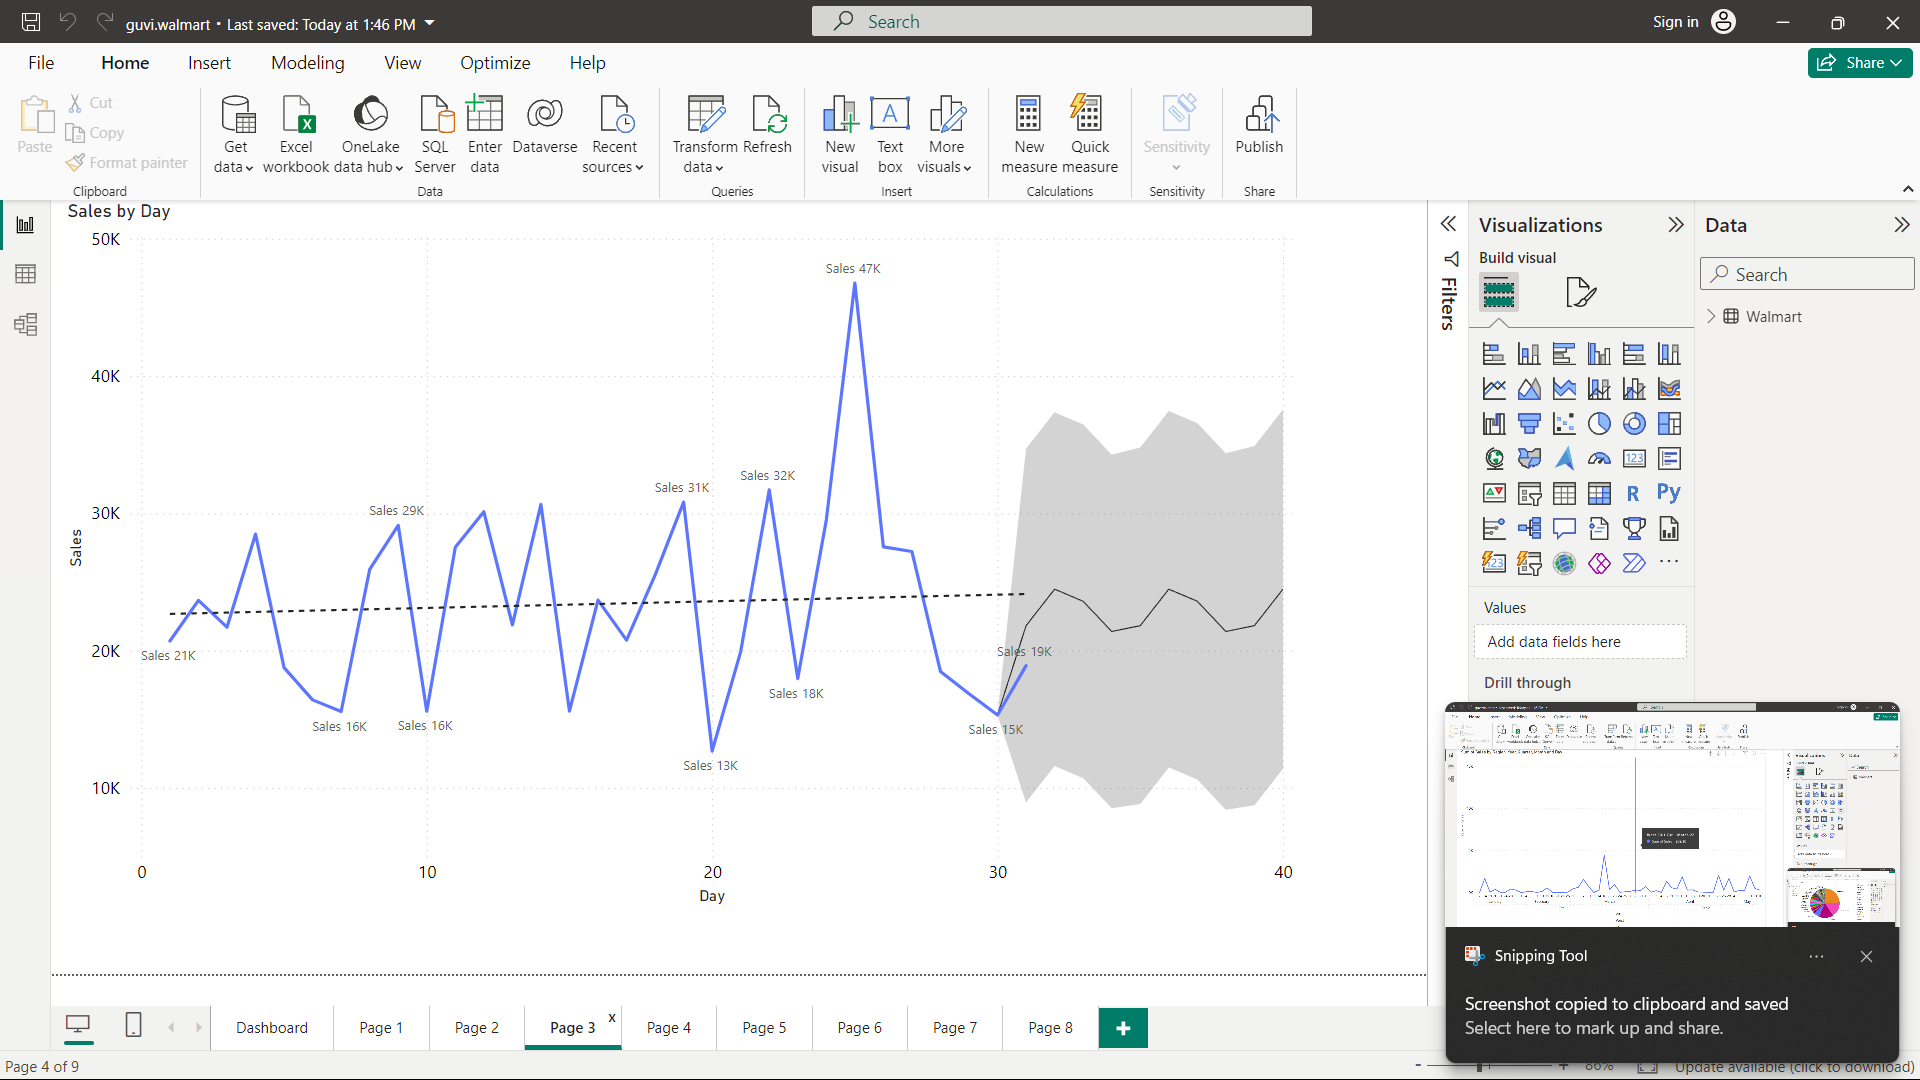 guvi.walmart • Last saved: Today at 1:46 PM
Search
Sign in
File
Home
Insert
Modeling
View
Optimize
Help
Share
Paste
Cut
Copy
Format painter
Clipboard
Get data
Excel workbook
OneLake data hub
SQL Server
Enter data
Dataverse
Recent sources
Data
Transform data
Refresh
Queries
New visual
Text box
More visuals
Insert
New measure
Quick measure
Calculations
Sensitivity
Sensitivity
Publish
Share
Sales by Day
50K
40K
30K
20K
10K
Sales
Sales 21K
Sales 16K
Sales 29K
Sales 16K
Sales 31K
Sales 13K
Sales 32K
Sales 18K
Sales 47K
Sales 15K
Sales 19K
0
10
20
30
40
Day
Filters
Visualizations
Build visual
123
R
Py
123
Values
Add data fields here
Drill through
Data
Search
Walmart
Snipping Tool
Screenshot copied to clipboard and saved
Select here to mark up and share.
Dashboard
Page 1
Page 2
Page 3
x
Page 4
Page 5
Page 6
Page 7
Page 8
Page 4 of 9
86%
Update available (click to download)